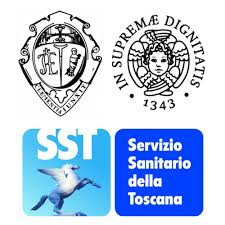 IN SUPREMÆ DIGNITATIS
· 1343 ·
SST
Servizio
Sanitario
della
Toscana